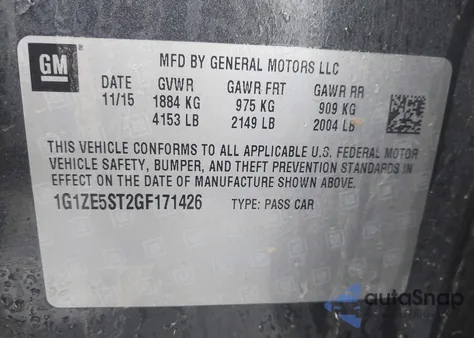 GM
MFD BY GENERAL MOTORS LLC
DATE GVWR GAWR FRT GAWR RR
11/15 1884 KG 975 KG 909 KG
4153 LB 2149 LB 2004 LB
THIS VEHICLE CONFORMS TO ALL APPLICABLE U.S. FEDERAL MOTOR
VEHICLE SAFETY, BUMPER, AND THEFT PREVENTION STANDARDS
IN EFFECT ON THE DATE OF MANUFACTURE SHOWN ABOVE.
1G1ZE5ST2GF171426 TYPE: PASS CAR
autoSnap